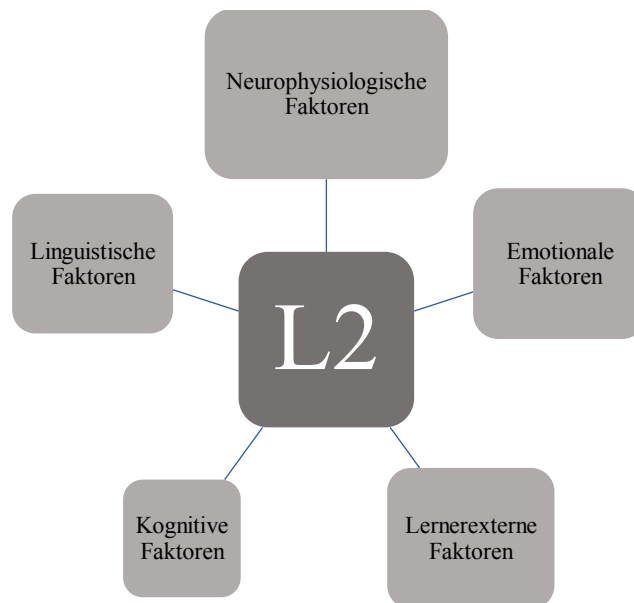 Neurophysiologische
Faktoren
Linguistische
Faktoren
Emotionale
Faktoren
L2
Kognitive
Faktoren
Lernerexterne
Faktoren